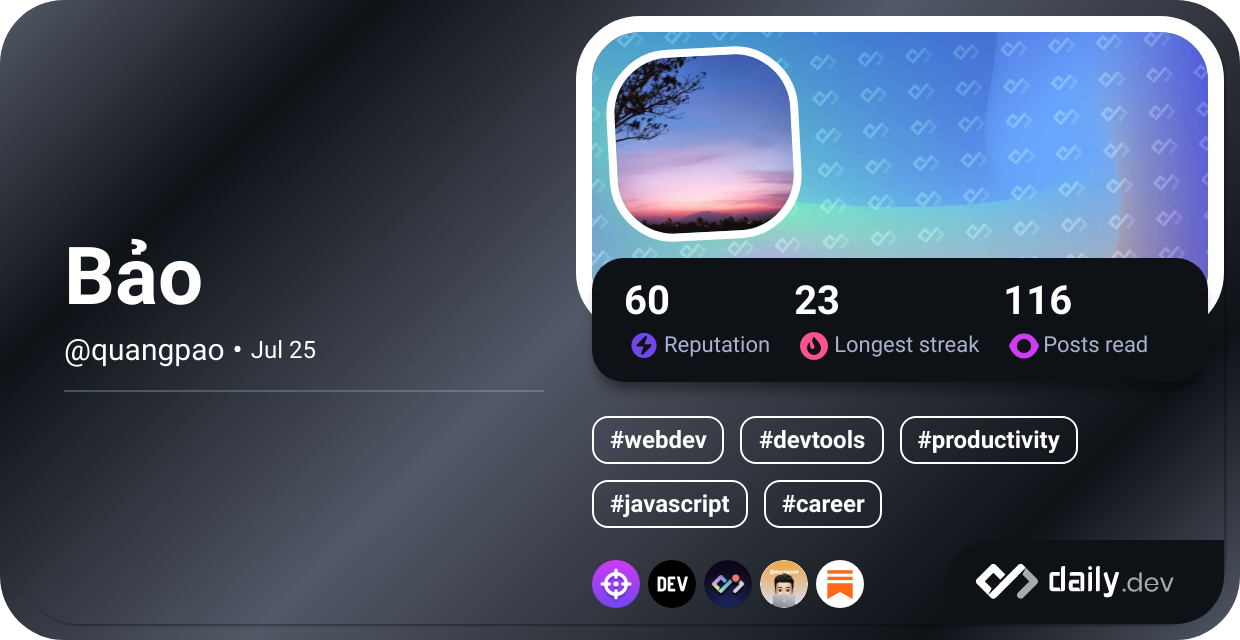 Bảo
@quangpao • Jul 25
60
Reputation
23
Longest streak
116
Posts read
#webdev
#devtools
#productivity
#javascript
#career
DEV
daily.dev